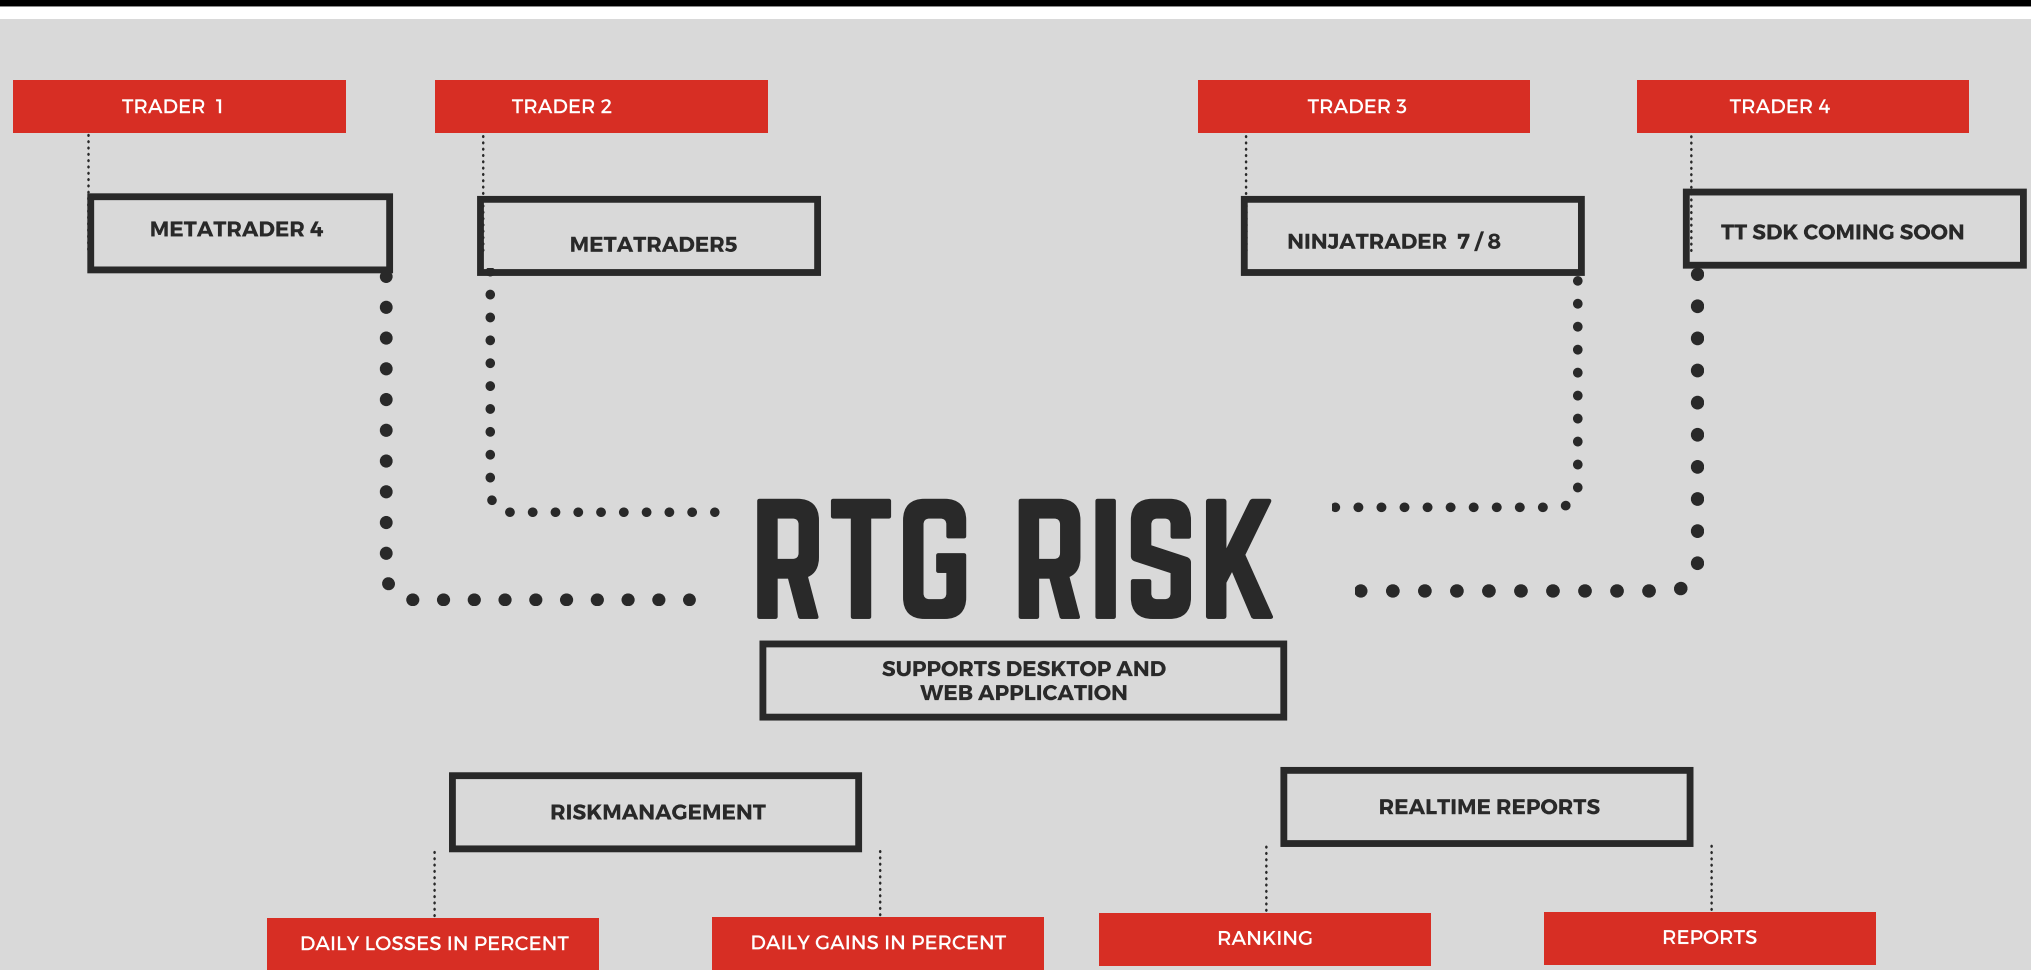 TRADER 1
TRADER 2
TRADER 3
TRADER 4
METATRADER 4
METATRADER5
NINJATRADER 7 / 8
TT SDK COMING SOON
RTG RISK
SUPPORTS DESKTOP AND
WEB APPLICATION
RISKMANAGEMENT
REALTIME REPORTS
DAILY LOSSES IN PERCENT
DAILY GAINS IN PERCENT
RANKING
REPORTS